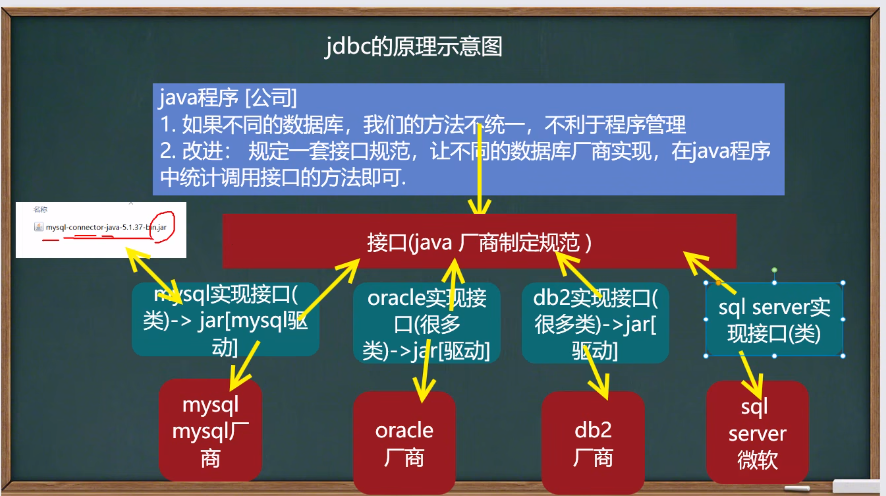 jdbc的原理示意图
java程序 [公司]
1. 如果不同的数据库，我们的方法不统一，不利于程序管理
2. 改进： 规定一套接口规范，让不同的数据库厂商实现，在java程序
中统计调用接口的方法即可.
名称
mysql-connector-java-5.1.37-bin.jar
接口(java 厂商制定规范 )
mysql实现接口(
类)-> jar[mysql驱
动]
oracle实现接
口(很多
类)->jar[驱动]
db2实现接口(
很多类)->jar[
驱动]
sql server实
现接口(类)
mysql
mysql厂
商
oracle
厂商
db2
厂商
sql
server
微软